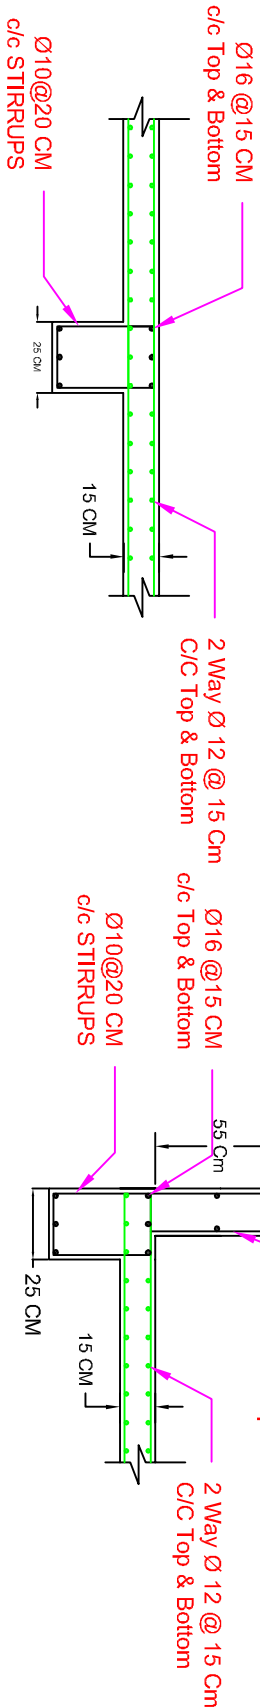 Ø16 @15 CM
c/c Top & Bottom
Ø10@20 CM
c/c STIRRUPS
25 CM
15 CM
2 Way Ø 12 @ 15 Cm
C/C Top & Bottom
Ø16 @15 CM
c/c Top & Bottom
Ø10@20 CM
c/c STIRRUPS
55 Cm
25 CM
15 CM
2 Way Ø 12 @ 15 Cm
C/C Top & Bottom